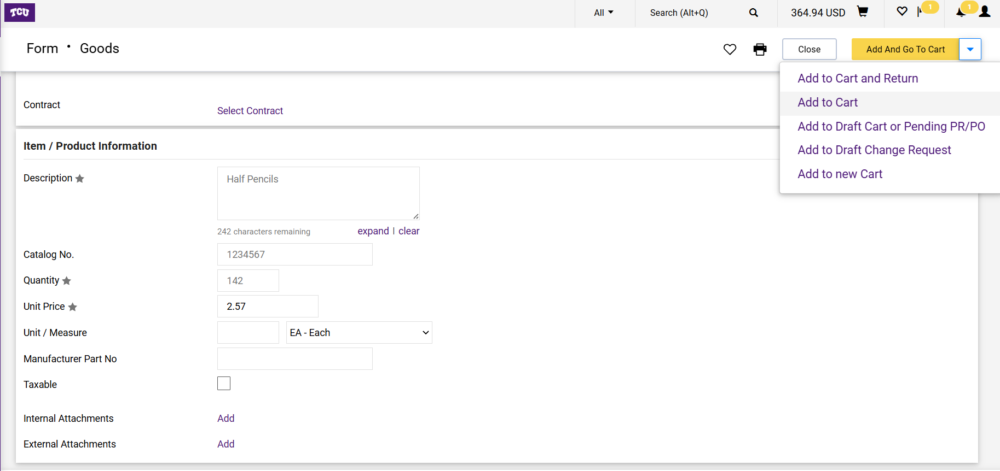 TCU
All
Search (Alt+Q)
364.94 USD
1
1
Form • Goods
Close
Add And Go To Cart
Add to Cart and Return
Add to Cart
Add to Draft Cart or Pending PR/PO
Add to Draft Change Request
Add to new Cart
Contract
Select Contract
Item / Product Information
Description
Half Pencils
242 characters remaining
expand | clear
Catalog No.
1234567
Quantity
142
Unit Price
2.57
Unit / Measure
EA - Each
Manufacturer Part No
Taxable
Internal Attachments
Add
External Attachments
Add